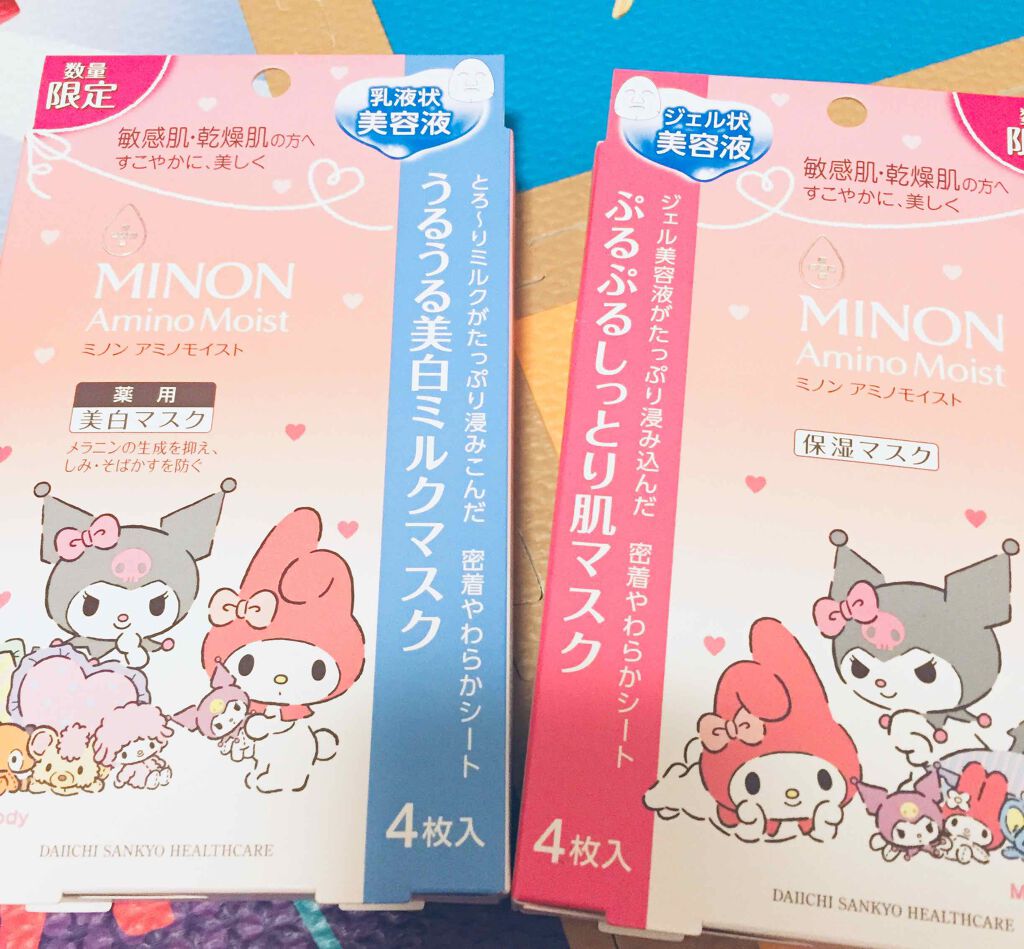 数量
限定
乳液状
美容液
敏感肌・乾燥肌の方へ
すこやかに、美しく
MINON
Amino Moist
ミノン アミノモイスト
薬用
美白マスク
メラニンの生成を抑え、
しみ・そばかすを防ぐ
とろ〜りミルクがたっぷり浸みこんだ 密着やわらかシート
うるうる美白ミルクマスク
4枚入
DAIICHI SANKYO HEALTHCARE
ジェル状
美容液
敏感肌・乾燥肌の方へ
すこやかに、美しく
MINON
Amino Moist
ミノン アミノモイスト
保湿マスク
ジェル美容液がたっぷり浸み込んだ 密着やわらかシート
ぷるぷるしっとり肌マスク
4枚入
DAIICHI SANKYO HEALTHCARE